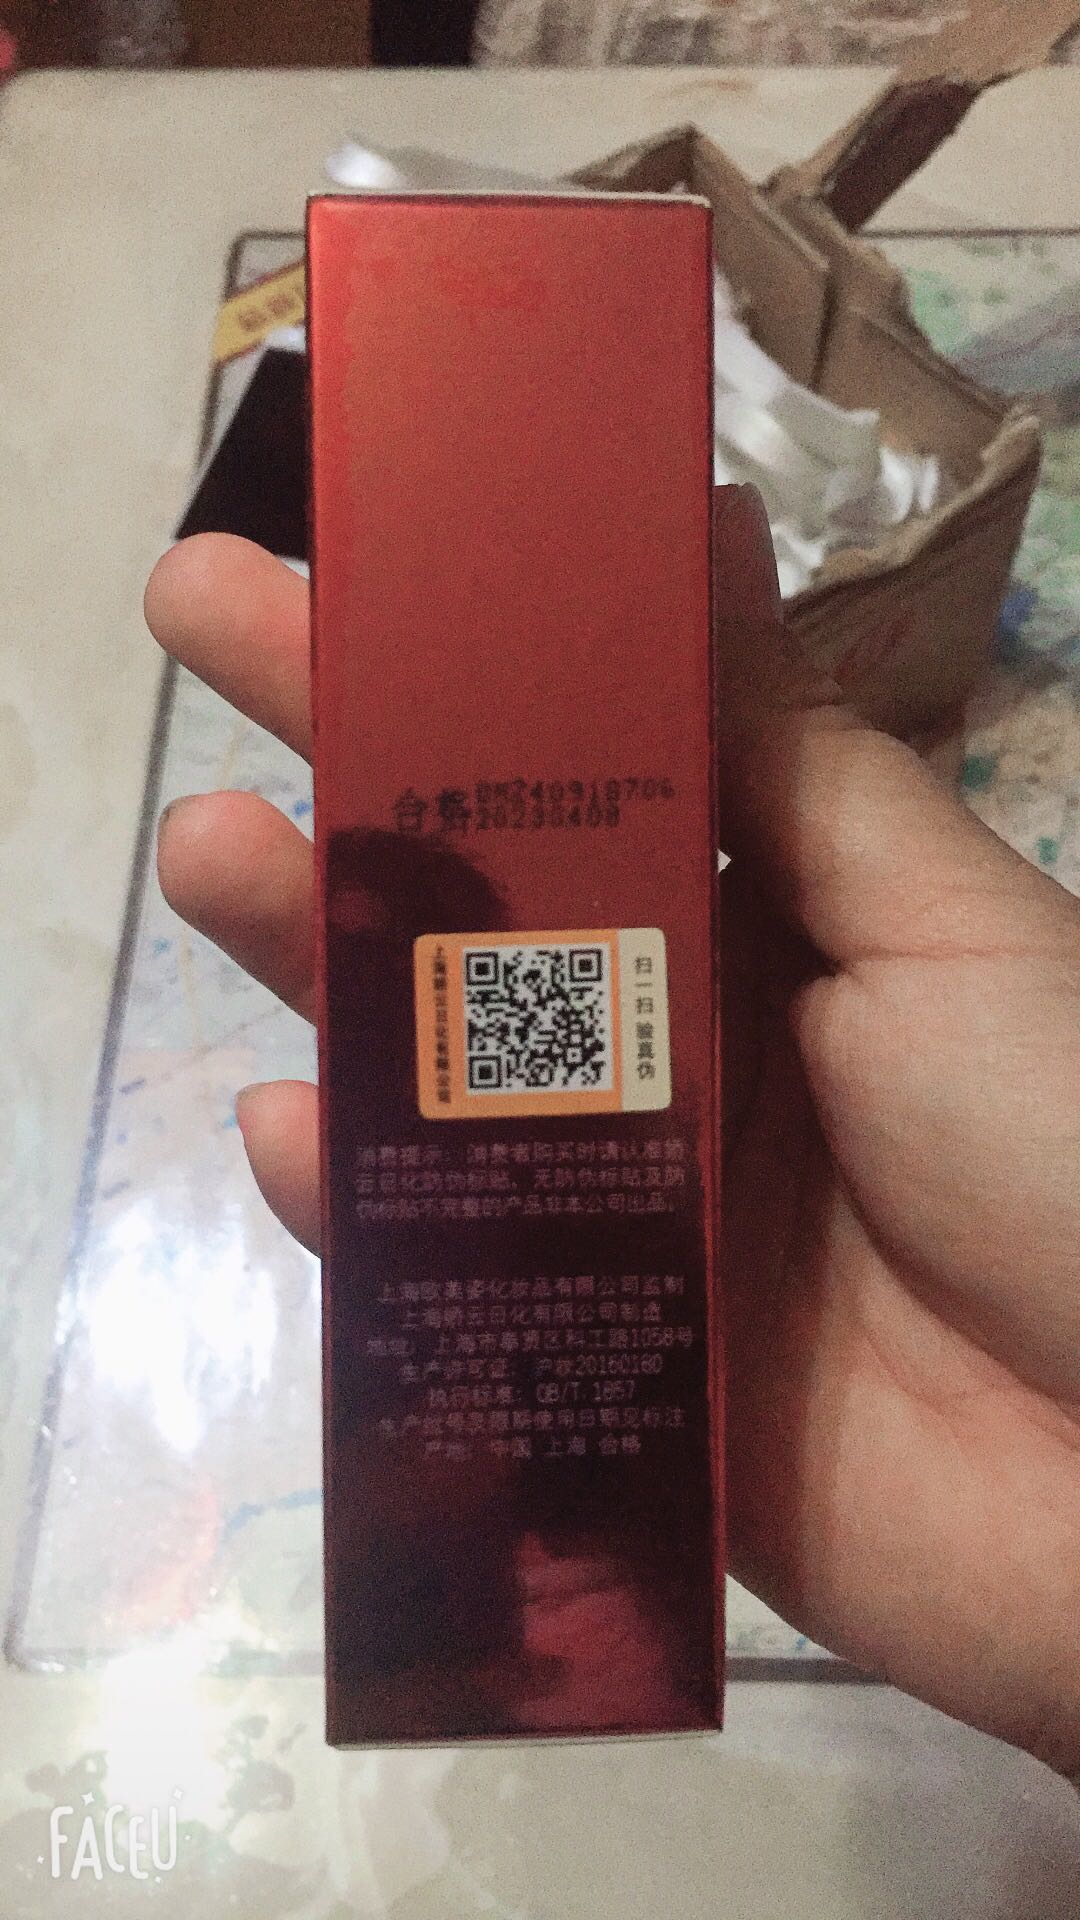 合格
20230408
扫一扫 验真伪
消费提示：消费者购买时请认准娇
云日化防伪标贴，无防伪标贴及防
伪标贴不完整的产品非本公司出品。
上海欧美姿化妆品有限公司监制
上海娇云日化有限公司制造
地址：上海市奉贤区科工路1058号
生产许可证：沪妆20160180
执行标准：QB/T 1857
生产批号及限期使用日期见标注
产地：中国 上海 合格
FACEU